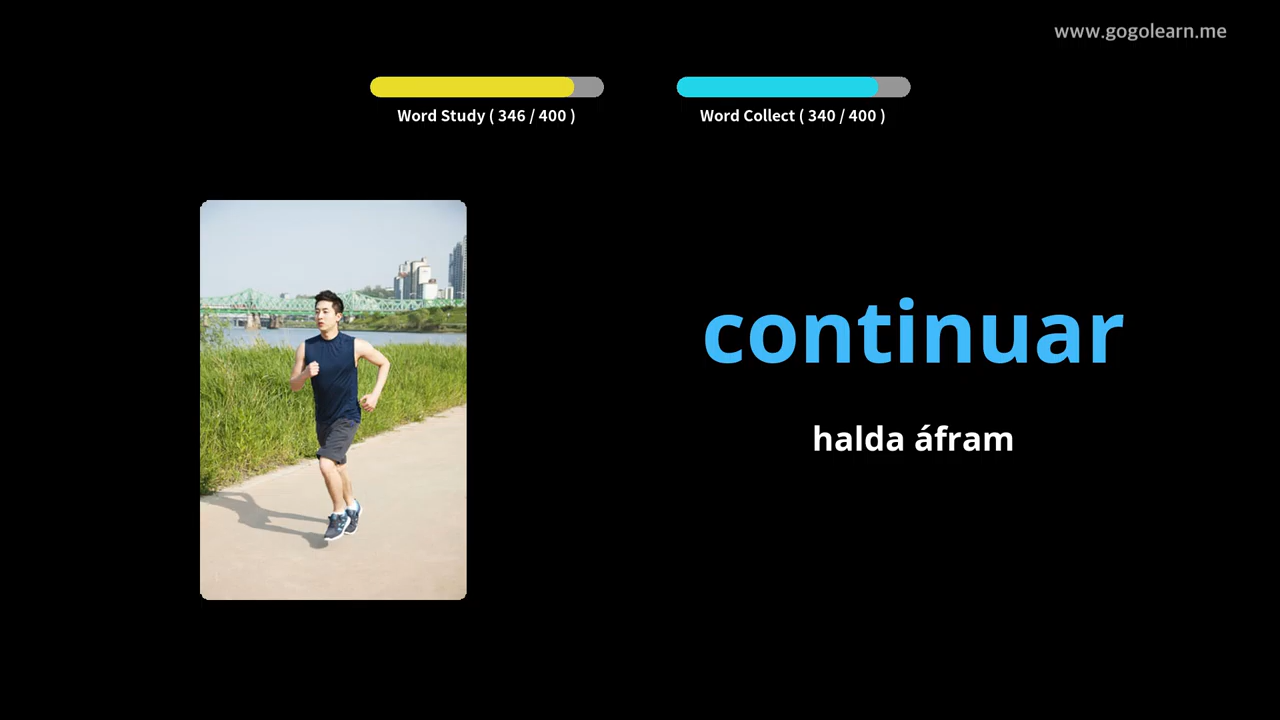 www.gogolearn.me
Word Study ( 346 / 400 )
Word Collect ( 340 / 400 )
continuar
halda áfram